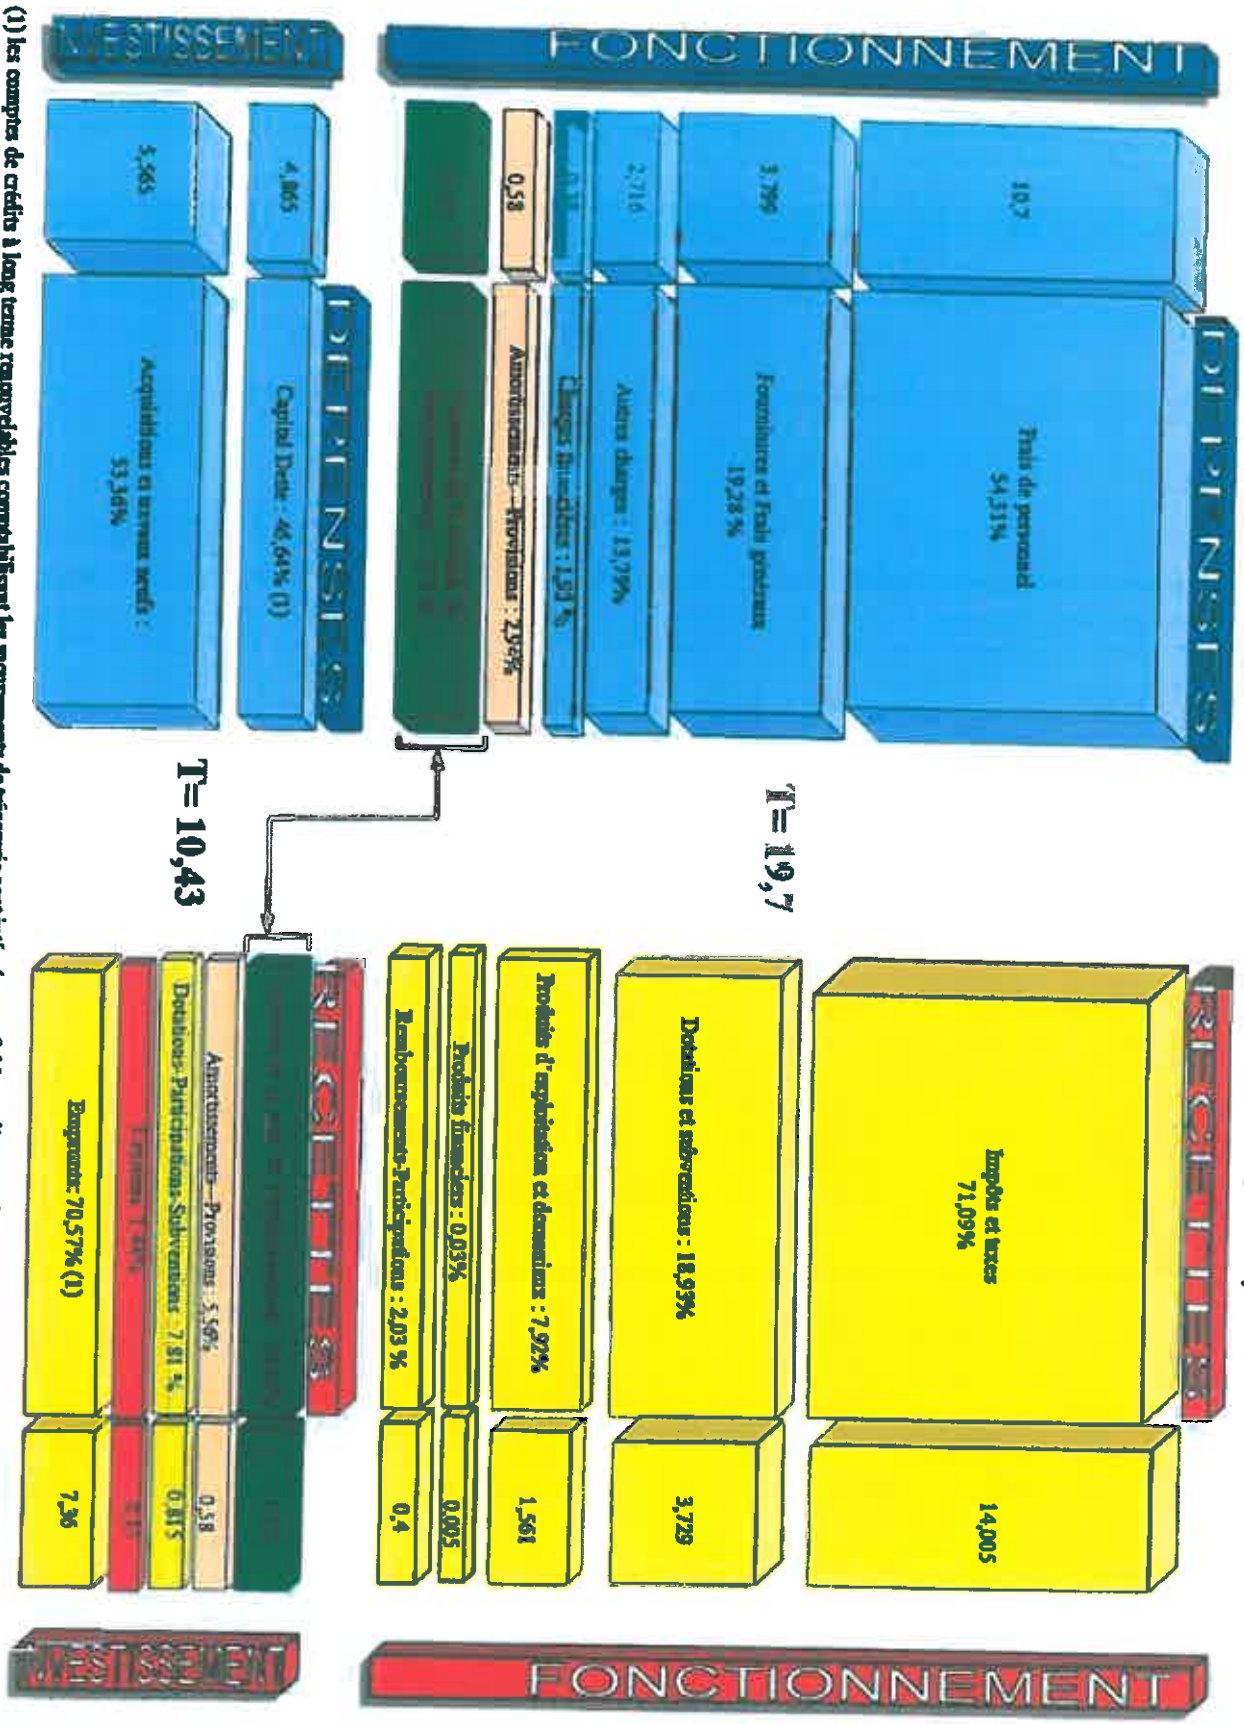 DEPENSES
RECETTES
FONCTIONNEMENT
10,7
Frais de personnel
54,31%
3,799
Fournitures et Frais généraux
19,28 %
2,716
Autres charges : 13,79%
Charges financières : 1,93 %
0,58
Amortissements - Provisions : 2,94%
T= 19,7
Impôts et taxes
71,09%
14,005
Dotations et subventions : 18,93%
3,729
Produits d'exploitation et domaniaux : 7,92%
1,561
Produits financiers : 0,03%
0,005
Remboursements-Participations : 2,03 %
0,4
FONCTIONNEMENT
DEPENSES
RECETTES
INVESTISSEMENT
4,865
Capital Dette : 46,64% (1)
5,565
Acquisitions et travaux neufs :
53,36%
T= 10,43
Amortissements - Provisions : 5,56%
0,58
Dotations-Participations-Subventions : 7,81 %
0,815
Emprunts: 70,57% (1)
7,36
INVESTISSEMENT
(1) les comptes de crédits à long terme renouvelables comptabilisent les mouvements de trésorerie